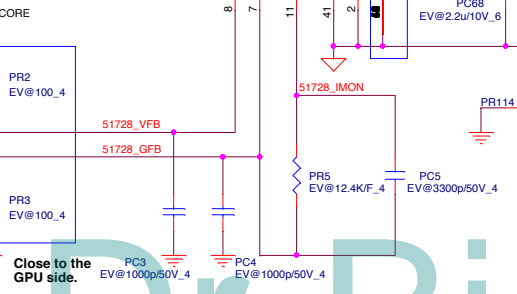 CORE
8
7
11
41
2
PC68
EV@2.2u/10V_6
PR2
EV@100_4
51728_IMON
PR114
51728_VFB
51728_GFB
PR5
EV@12.4K/F_4
PC5
EV@3300p/50V_4
PR3
EV@100_4
Close to the
GPU side.
PC3
EV@1000p/50V_4
PC4
EV@1000p/50V_4